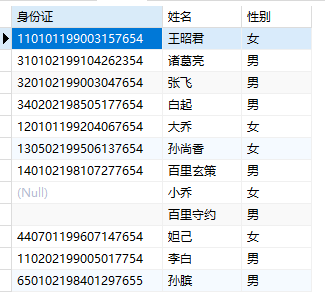 身份证 姓名 性别
110101199003157654 王昭君 女
310102199104262354 诸葛亮 男
320102199003047654 张飞 男
340202198505177654 白起 男
120101199204067654 大乔 女
130502199506137654 孙尚香 女
140102198107277654 百里玄策 男
(Null) 小乔 女
百里守约 男
440701199607147654 妲己 女
110202199005017754 李白 男
650102198401297655 孙膑 男